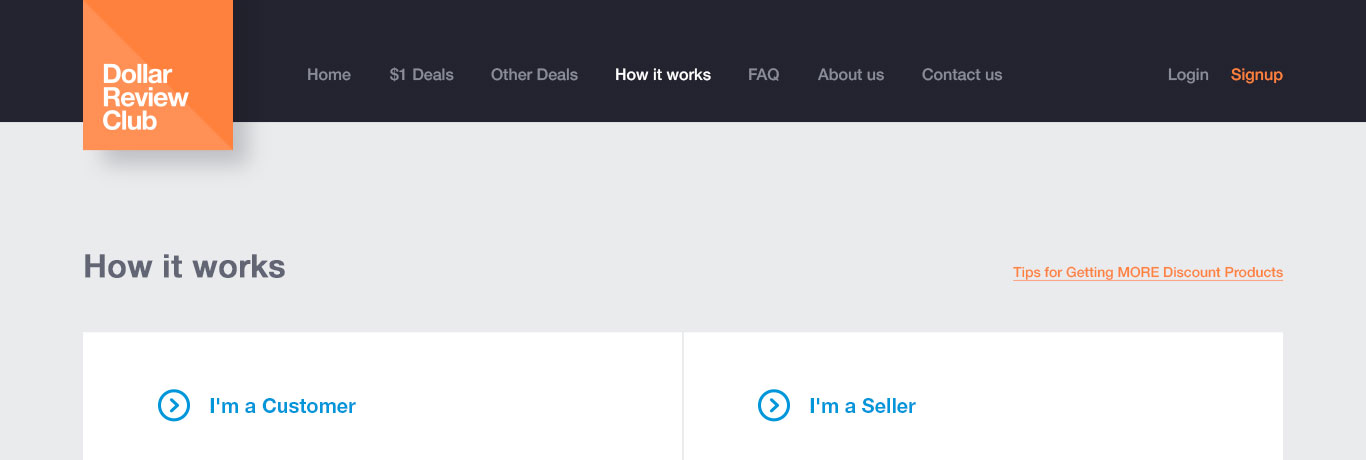 Dollar
Review
Club
Home $1 Deals Other Deals How it works FAQ About us Contact us Login Signup
How it works
Tips for Getting MORE Discount Products
I'm a Customer I'm a Seller